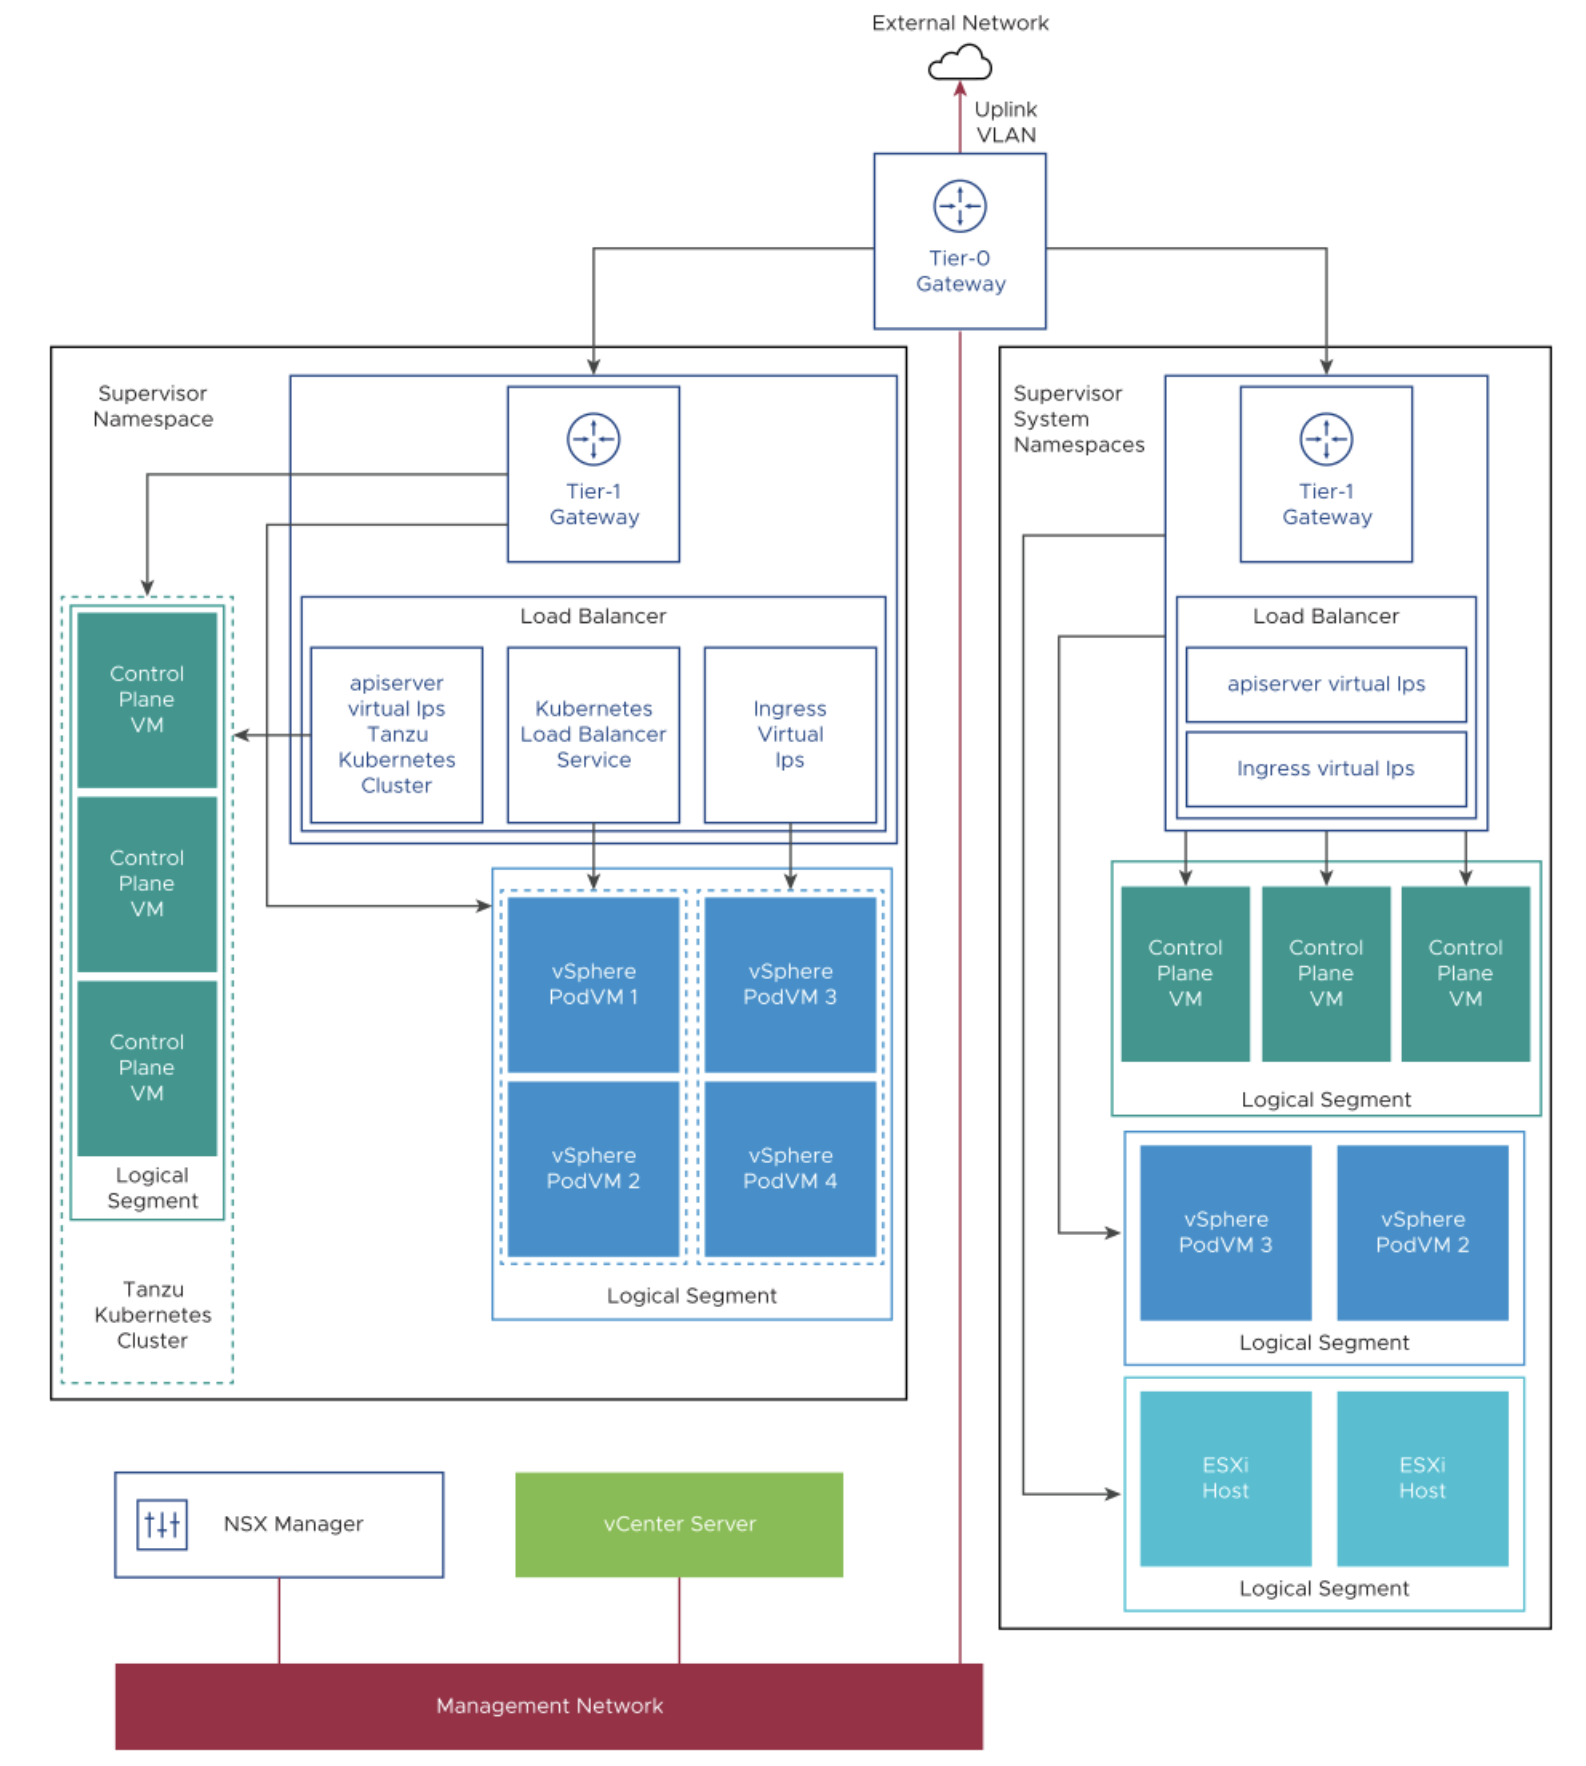 External Network
Uplink
VLAN
Tier-0
Gateway
Supervisor
Namespace
Tier-1
Gateway
Load Balancer
apiserver
virtual Ips
Tanzu
Kubernetes
Cluster
Kubernetes
Load Balancer
Service
Ingress
Virtual
Ips
Control
Plane
VM
Control
Plane
VM
Control
Plane
VM
Logical
Segment
Tanzu
Kubernetes
Cluster
vSphere
PodVM 1
vSphere
PodVM 3
vSphere
PodVM 2
vSphere
PodVM 4
Logical Segment
Supervisor
System
Namespaces
Tier-1
Gateway
Load Balancer
apiserver virtual Ips
Ingress virtual Ips
Control
Plane
VM
Control
Plane
VM
Control
Plane
VM
Logical Segment
vSphere
PodVM 3
vSphere
PodVM 2
Logical Segment
ESXi
Host
ESXi
Host
Logical Segment
NSX Manager
vCenter Server
Management Network